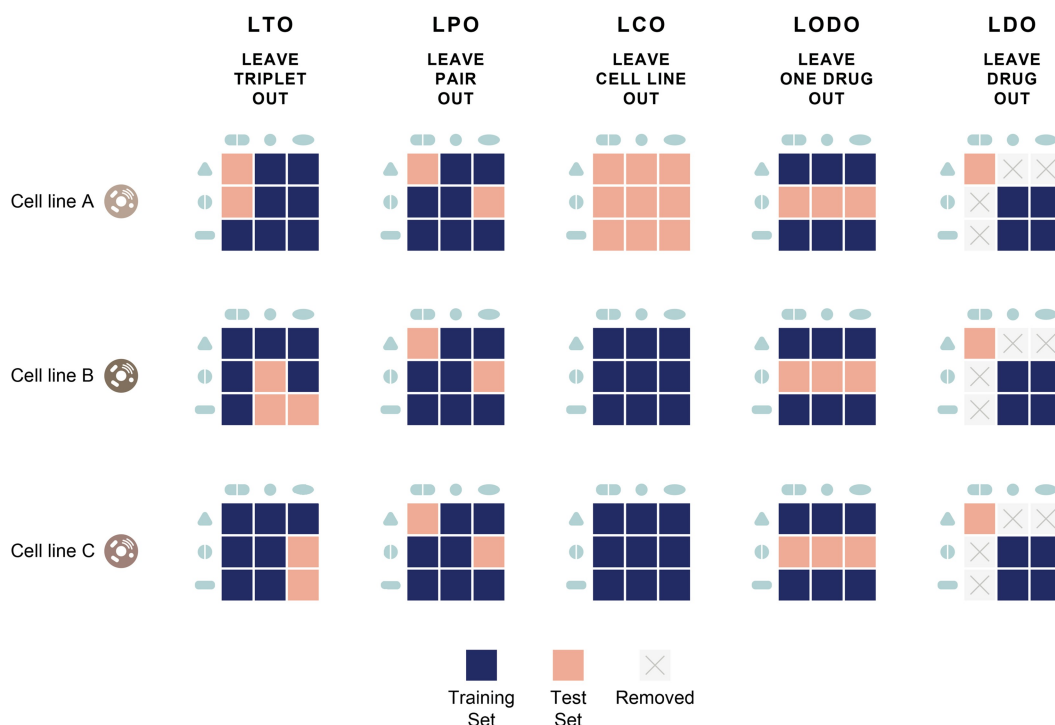 LTO
LPO
LCO
LODO
LDO
LEAVE
TRIPLET
OUT
LEAVE
PAIR
OUT
LEAVE
CELL LINE
OUT
LEAVE
ONE DRUG
OUT
LEAVE
DRUG
OUT
Cell line A
Cell line B
Cell line C
Training
Set
Test
Set
Removed